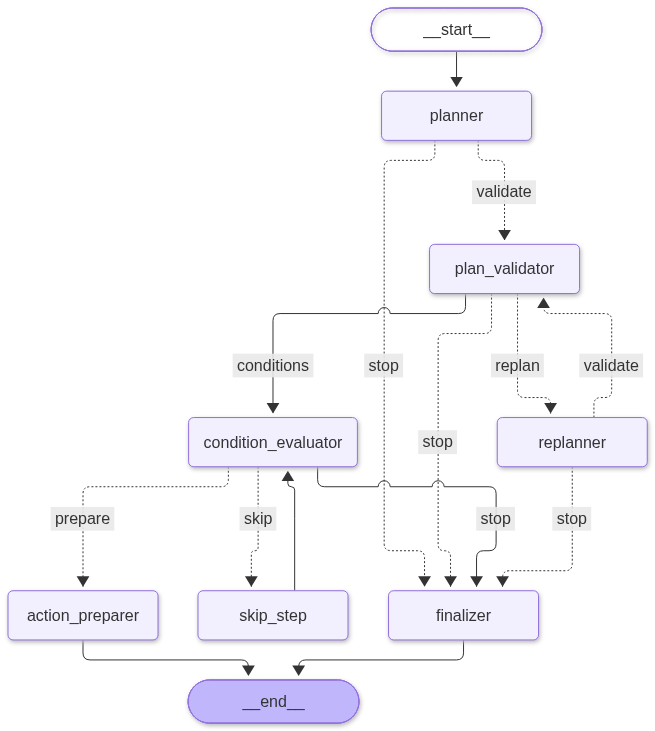 __start__
planner
validate
plan_validator
conditions
stop
replan
validate
stop
condition_evaluator
replanner
prepare
skip
stop
stop
action_preparer
skip_step
finalizer
__end__